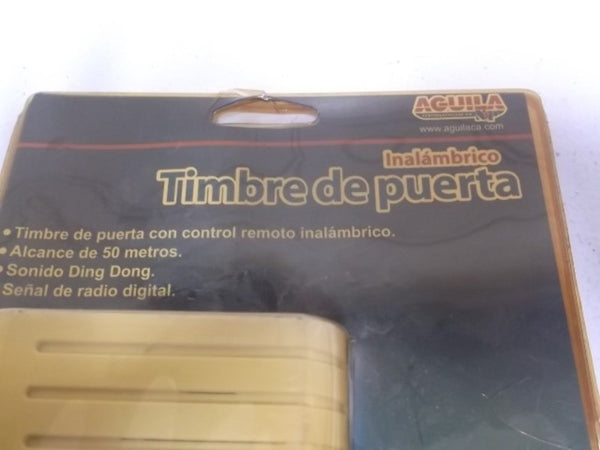 AGUILA
www.aguilaca.com
Inalámbrico
Timbre de puerta
• Timbre de puerta con control remoto inalámbrico.
• Alcance de 50 metros.
• Sonido Ding Dong.
Señal de radio digital.